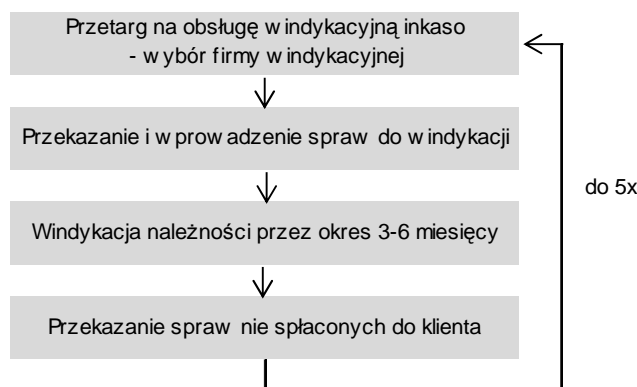 Przetarg na obsługę windykacyjną inkaso
- wybór firmy windykacyjnej
Przekazanie i wprowadzenie spraw do windykacji
do 5x
Windykacja należności przez okres 3-6 miesięcy
Przekazanie spraw nie spłaconych do klienta